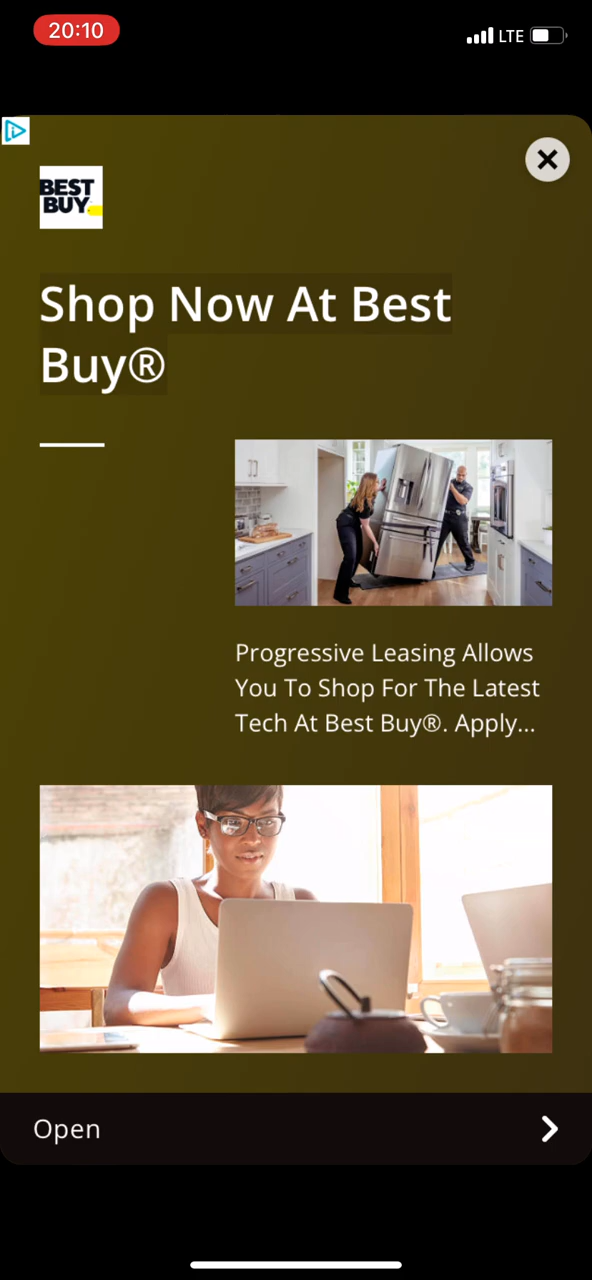 20:10
LTE
BEST
BUY
Shop Now At Best
Buy®
Progressive Leasing Allows
You To Shop For The Latest
Tech At Best Buy®. Apply...
Open